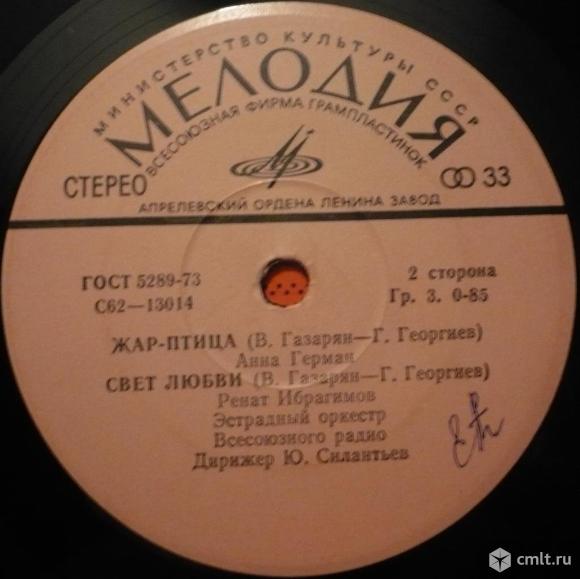 МИНИСТЕРСТВО КУЛЬТУРЫ СССР
МЕЛОДИЯ
ВСЕСОЮЗНАЯ ФИРМА ГРАМПЛАСТИНОК
СТЕРЕО 33
АПРЕЛЕВСКИЙ ОРДЕНА ЛЕНИНА ЗАВОД
ГОСТ 5289-73
С62—13014
2 сторона
Гр. 3. 0-85
ЖАР-ПТИЦА (В. Газарян—Г. Георгиев)
Анна Герман
СВЕТ ЛЮБВИ (В. Газарян—Г. Георгиев)
Ренат Ибрагимов
Эстрадный оркестр
Всесоюзного радио
Дирижер Ю. Силантьев
cmlt.ru